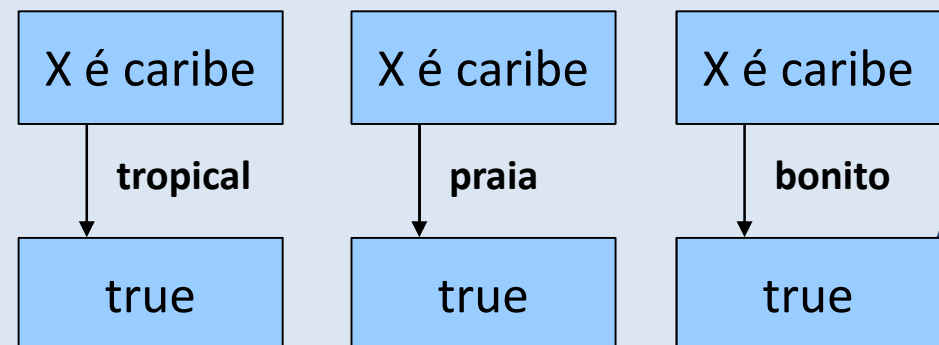 X é caribe X é caribe X é caribe
tropical praia bonito
true true true